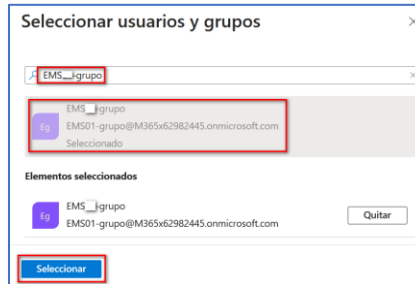 Seleccionar usuarios y grupos
EMS grupo
EMS grupo
Eg
EMS01-grupo@M365x62982445.onmicrosoft.com
Seleccionado
Elementos seleccionados
EMS grupo
Eg
EMS01-grupo@M365x62982445.onmicrosoft.com
Quitar
Seleccionar